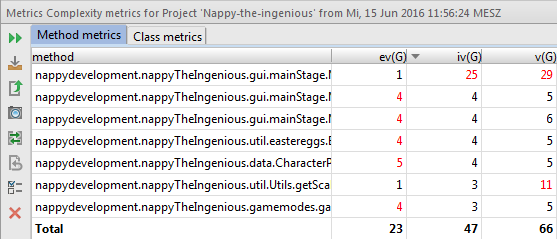 Metrics Complexity metrics for Project 'Nappy-the-ingenious' from Mi, 15 Jun 2016 11:56:24 MESZ
Method metrics Class metrics
method ev(G) iv(G) v(G)
nappydevelopment.nappyTheIngenious.gui.mainStage. 1 25 29
nappydevelopment.nappyTheIngenious.gui.mainStage. 4 4 5
nappydevelopment.nappyTheIngenious.gui.mainStage. 4 4 6
nappydevelopment.nappyTheIngenious.util.eastereggs. 4 4 5
nappydevelopment.nappyTheIngenious.data.CharacterP 5 4 5
nappydevelopment.nappyTheIngenious.util.Utils.getSca 1 3 11
nappydevelopment.nappyTheIngenious.gamemodes.ga 4 3 5
Total 23 47 66